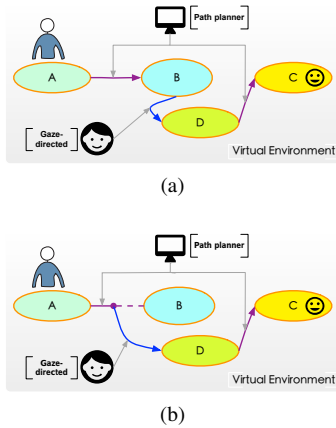 [Path planner]
A
B
C
D
[Gaze-
directed]
Virtual Environment
(a)
[Path planner]
A
B
C
D
[Gaze-
directed]
Virtual Environment
(b)